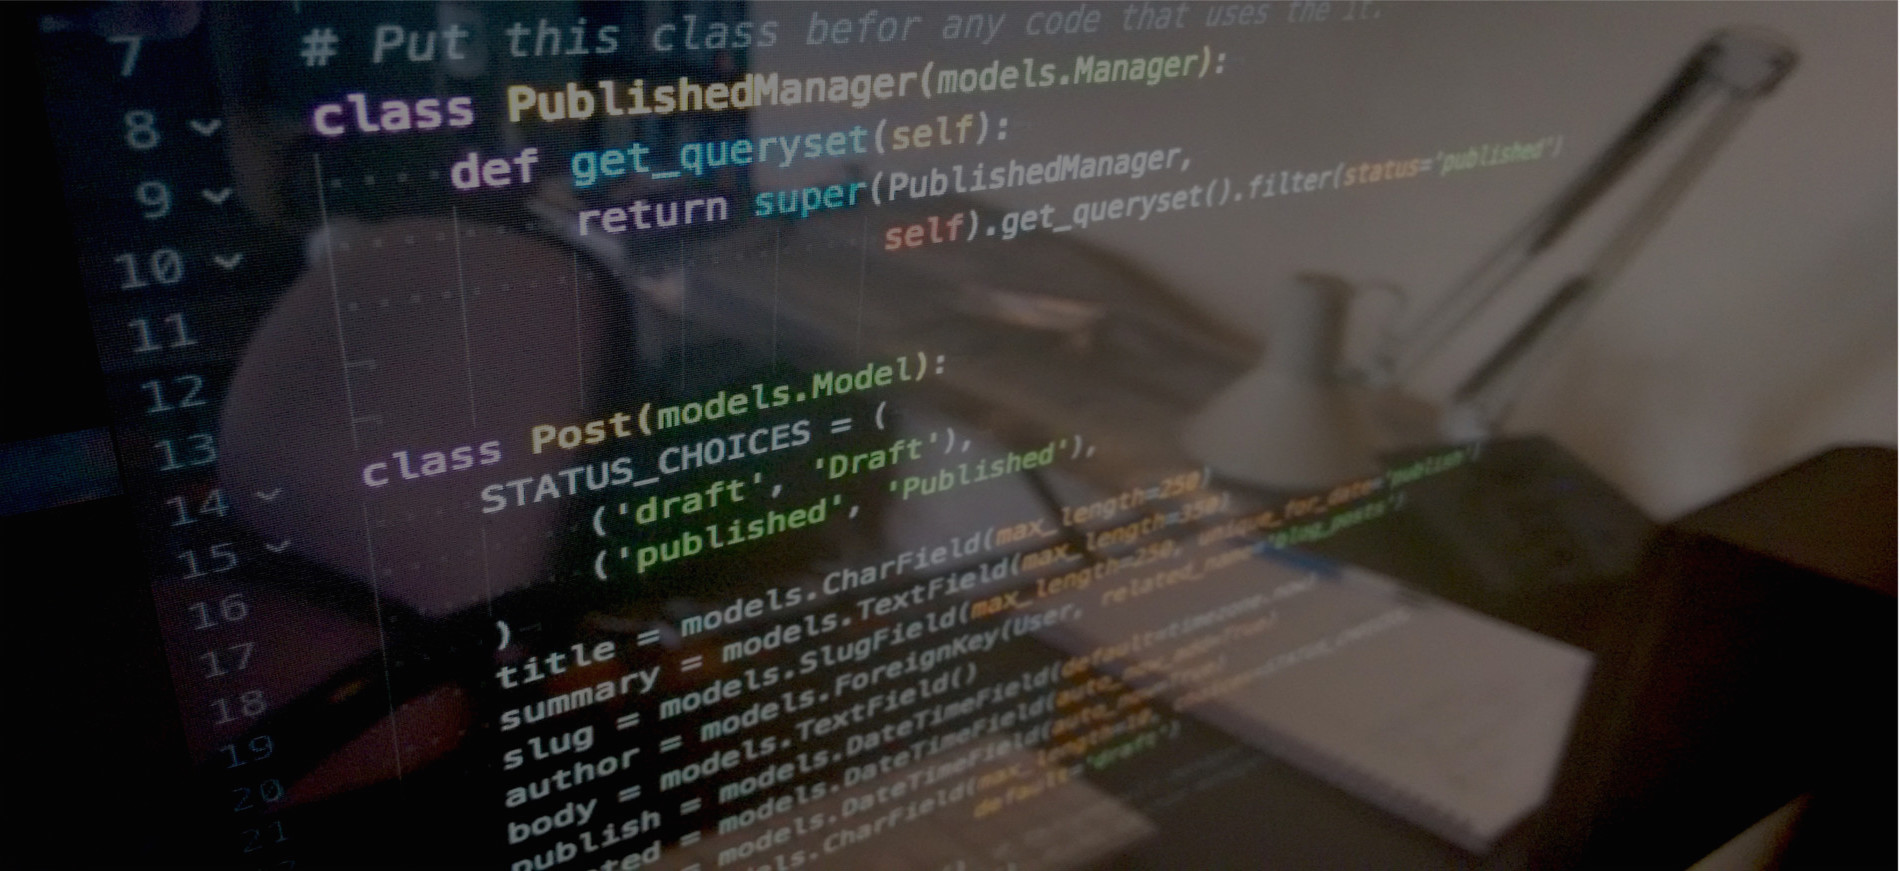 7 # Put this class befor any code that uses the it.
8 class PublishedManager(models.Manager):
9 def get_queryset(self):
10 return super(PublishedManager,
11 self).get_queryset().filter(status='published')
12
13
14 class Post(models.Model):
15 STATUS_CHOICES = (
16 ('draft', 'Draft'),
17 ('published', 'Published'),
18 )
19 title = models.CharField(max_length=250)
20 summary = models.TextField(max_length=350)
21 slug = models.SlugField(max_length=250, unique_for_date='publish')
author = models.ForeignKey(User, related_name='blog_posts')
body = models.TextField()
publish = models.DateTimeField(default=timezone.now)
= models.DateTimeField(auto_now_add=True)
= models.DateTimeField(auto_now=True)
models.CharField(max_length=10, choices=STATUS_CHOICES,
default='draft')